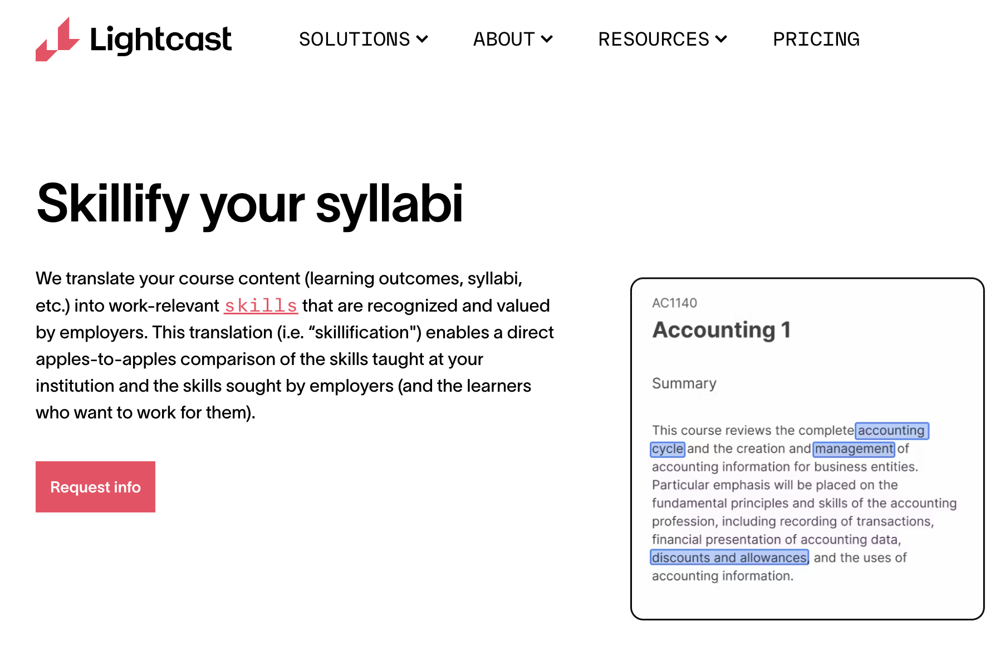 Lightcast
SOLUTIONS
ABOUT
RESOURCES
PRICING
Skillify your syllabi
We translate your course content (learning outcomes, syllabi,
etc.) into work-relevant skills that are recognized and valued
by employers. This translation (i.e. “skillification") enables a direct
apples-to-apples comparison of the skills taught at your
institution and the skills sought by employers (and the learners
who want to work for them).
Request info
AC1140
Accounting 1
Summary
This course reviews the complete accounting
cycle and the creation and management of
accounting information for business entities.
Particular emphasis will be placed on the
fundamental principles and skills of the accounting
profession, including recording of transactions,
financial presentation of accounting data,
discounts and allowances, and the uses of
accounting information.